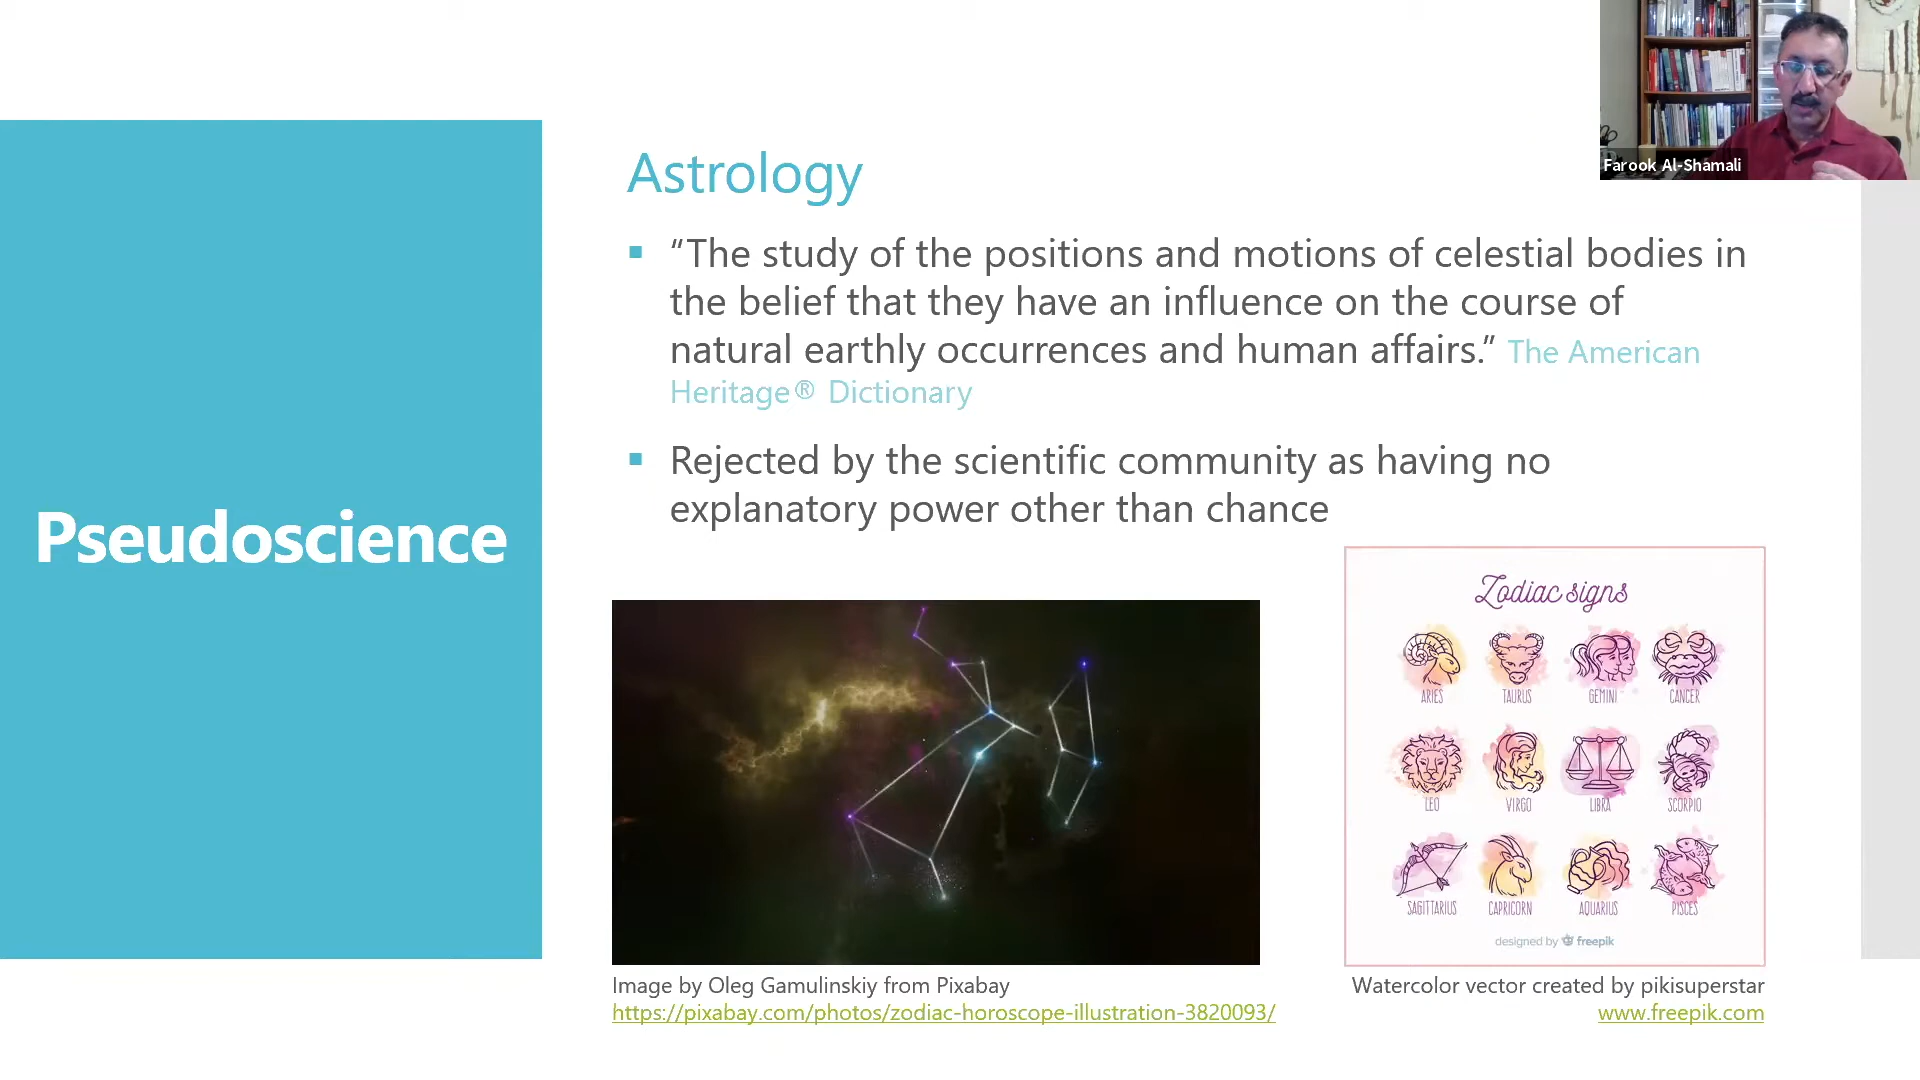 Farook Al-Shamali
Pseudoscience
Astrology
▪ “The study of the positions and motions of celestial bodies in
the belief that they have an influence on the course of
natural earthly occurrences and human affairs.” The American
Heritage® Dictionary
▪ Rejected by the scientific community as having no
explanatory power other than chance
Zodiac signs
ARIES TAURUS GEMINI CANCER
LEO VIRGO LIBRA SCORPIO
SAGITTARIUS CAPRICORN AQUARIUS PISCES
designed by freepik
Image by Oleg Gamulinskiy from Pixabay
https://pixabay.com/photos/zodiac-horoscope-illustration-3820093/
Watercolor vector created by pikisuperstar
www.freepik.com